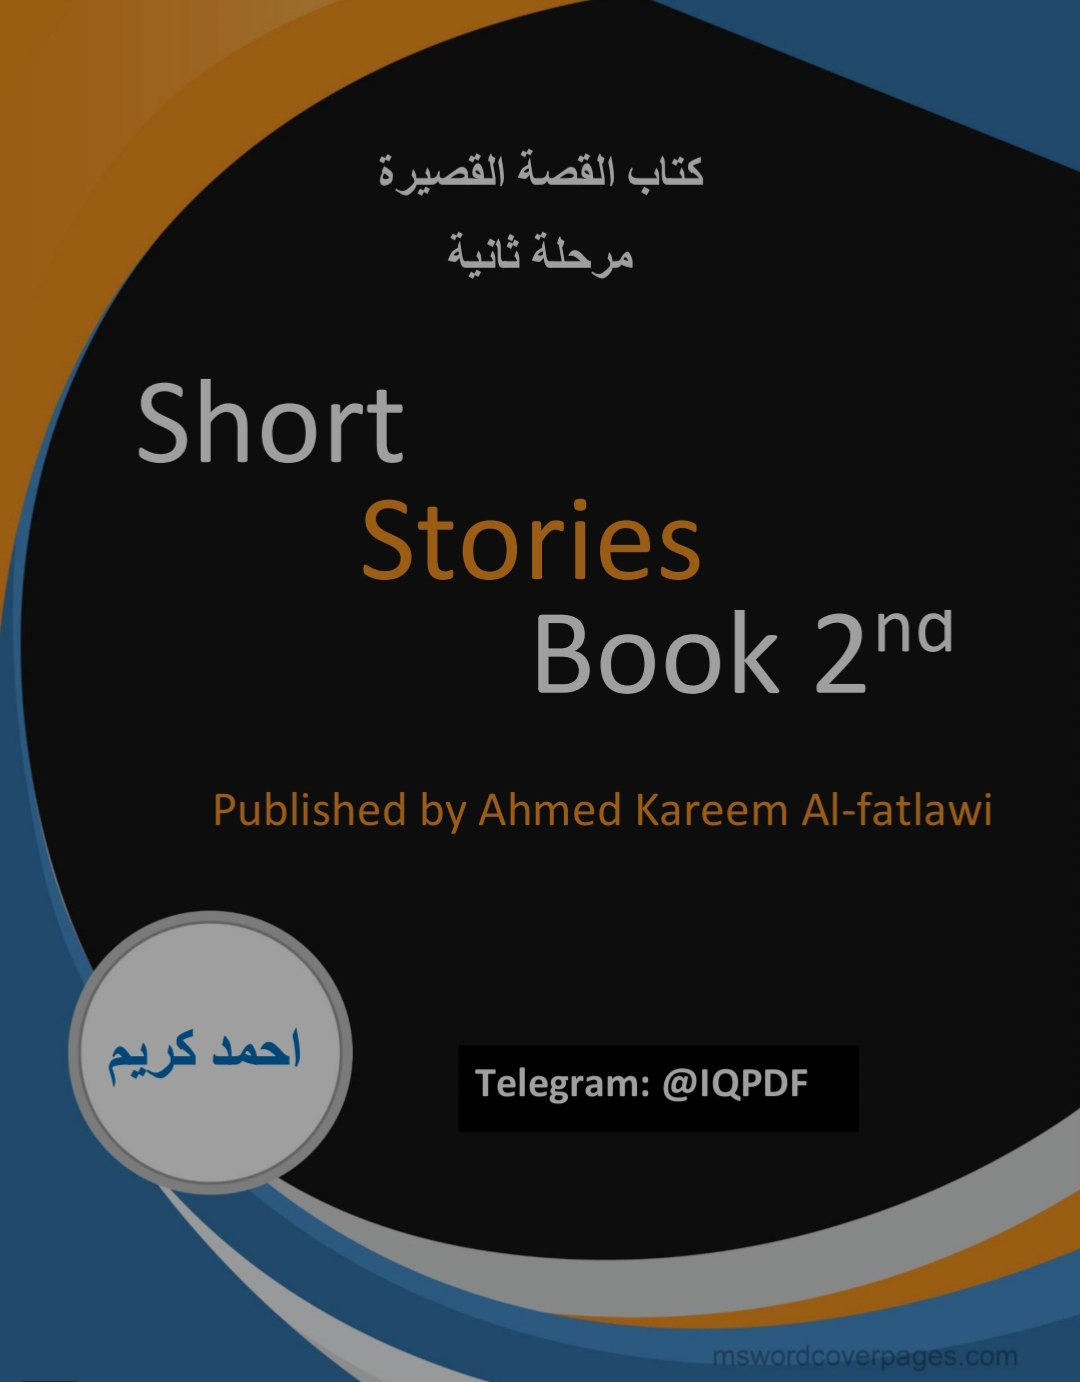 كتاب القصة القصيرة
مرحلة ثانية
Short
Stories
Book 2nd
Published by Ahmed Kareem Al-fatlawi
احمد كريم
Telegram: @IQPDF
mswordcoverpages.com